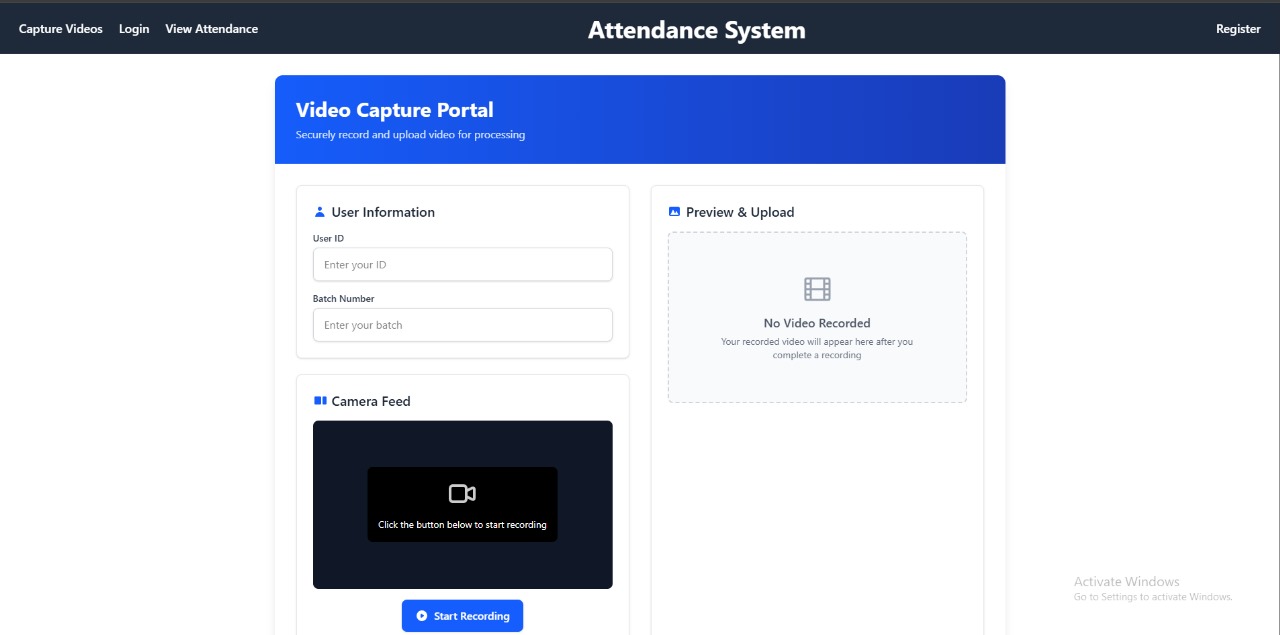 Capture Videos Login View Attendance Attendance System Register
Video Capture Portal
Securely record and upload video for processing
User Information
User ID
Enter your ID
Batch Number
Enter your batch
Camera Feed
Click the button below to start recording
Start Recording
Preview & Upload
No Video Recorded
Your recorded video will appear here after you
complete a recording
Activate Windows
Go to Settings to activate Windows.